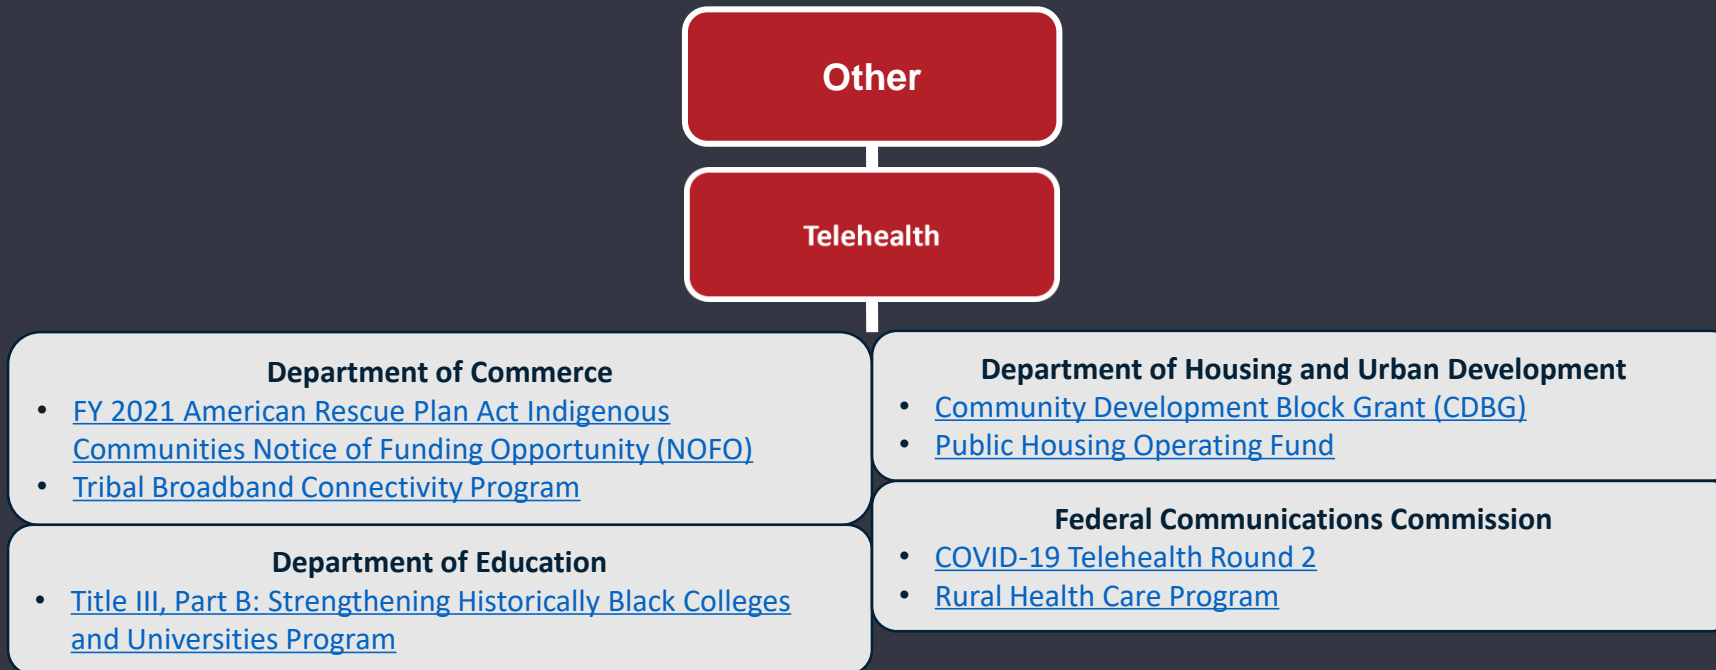 Other
Telehealth
Department of Commerce
• FY 2021 American Rescue Plan Act Indigenous
Communities Notice of Funding Opportunity (NOFO)
• Tribal Broadband Connectivity Program
Department of Education
• Title III, Part B: Strengthening Historically Black Colleges
and Universities Program
Department of Housing and Urban Development
• Community Development Block Grant (CDBG)
• Public Housing Operating Fund
Federal Communications Commission
• COVID-19 Telehealth Round 2
• Rural Health Care Program